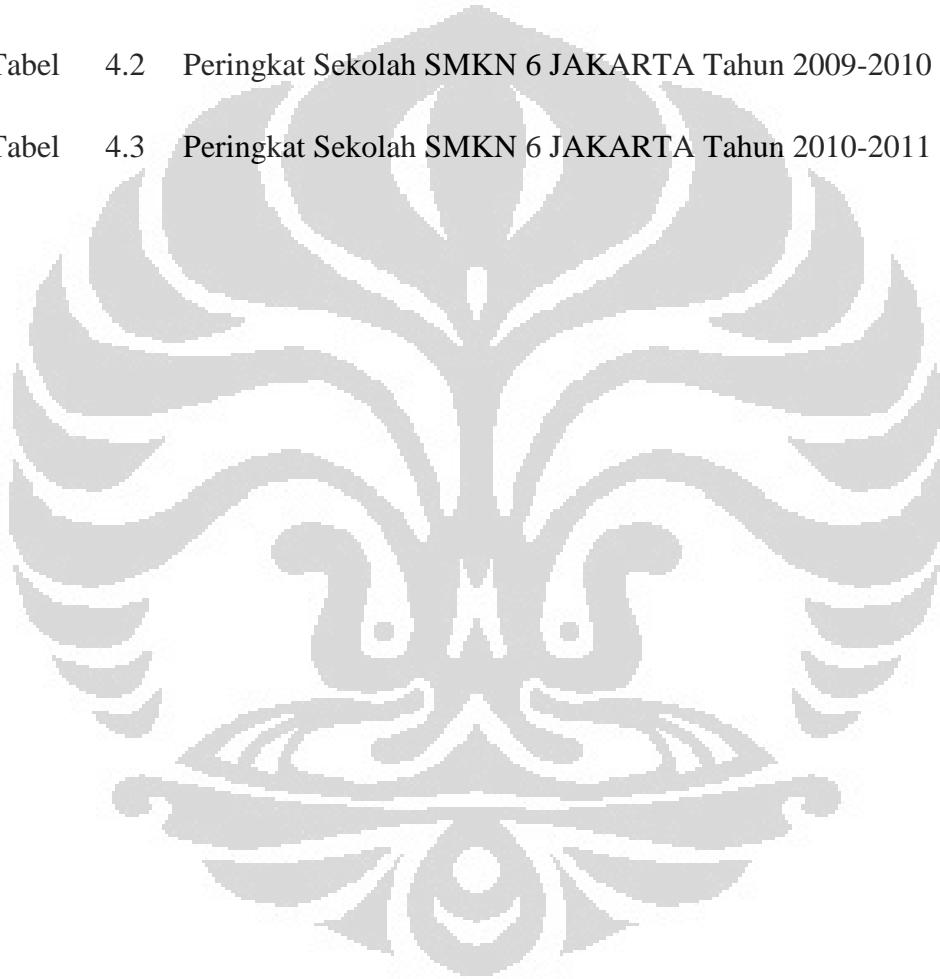 Tabel 4.2 Peringkat Sekolah SMKN 6 JAKARTA Tahun 2009-2010
Tabel 4.3 Peringkat Sekolah SMKN 6 JAKARTA Tahun 2010-2011